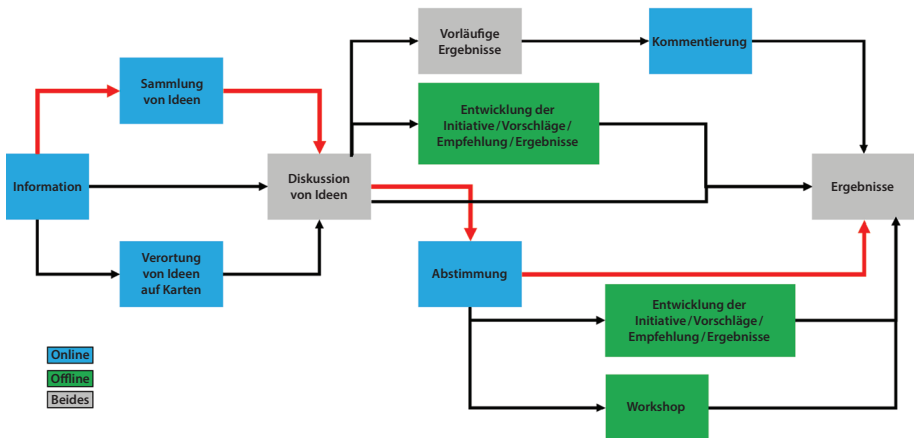 Vorläufige
Ergebnisse
Kommentierung
Sammlung
von Ideen
Entwicklung der
Initiative/Vorschläge/
Empfehlung/Ergebnisse
Information
Diskussion
von Ideen
Ergebnisse
Verortung
von Ideen
auf Karten
Abstimmung
Entwicklung der
Initiative/Vorschläge/
Empfehlung/Ergebnisse
Workshop
Online
Offline
Beides